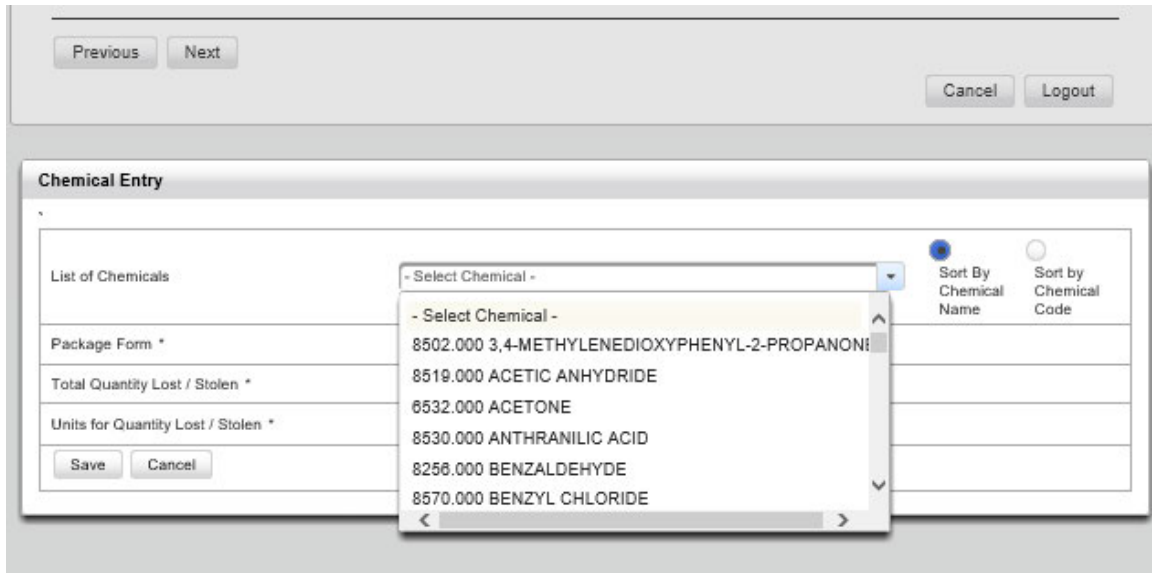 Previous Next
Cancel Logout
Chemical Entry
List of Chemicals
- Select Chemical -
Sort By
Chemical
Name
Sort by
Chemical
Code
- Select Chemical -
8502.000 3,4-METHYLENEDIOXYPHENYL-2-PROPANONE
8519.000 ACETIC ANHYDRIDE
6532.000 ACETONE
8530.000 ANTHRANILIC ACID
8256.000 BENZALDEHYDE
8570.000 BENZYL CHLORIDE
Package Form *
Total Quantity Lost / Stolen *
Units for Quantity Lost / Stolen *
Save Cancel